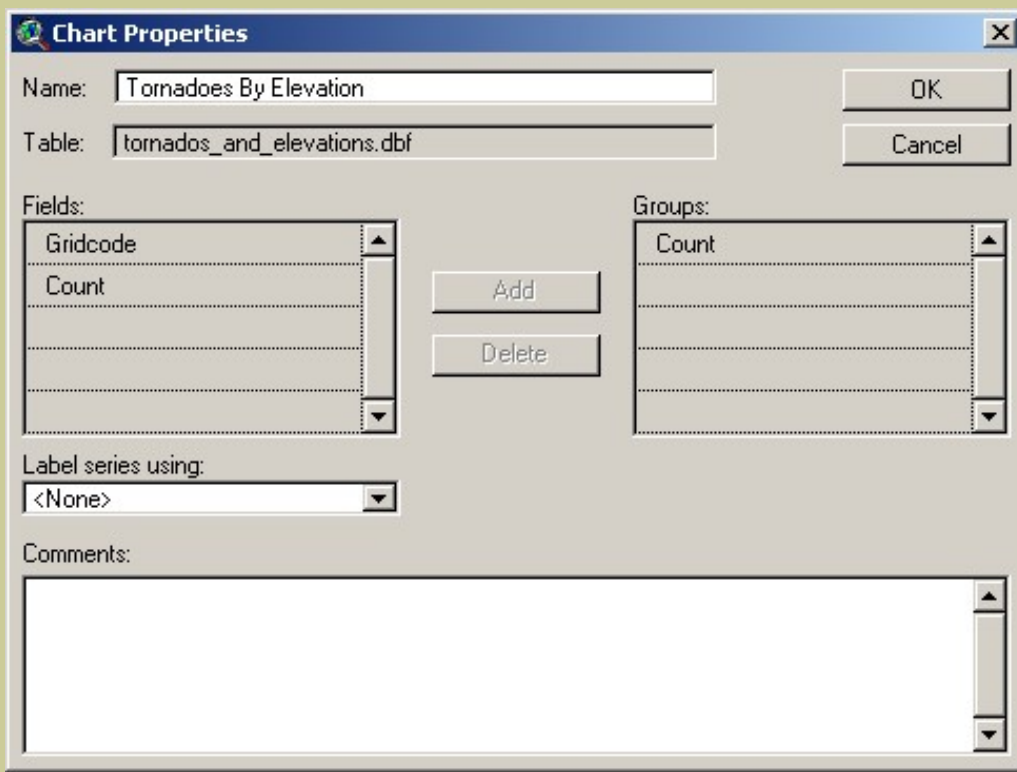 Chart Properties
Name: Tornadoes By Elevation
OK
Table: tornados_and_elevations.dbf
Cancel
Fields:
Groups:
Gridcode
Count
Count
Add
Delete
Label series using:
<None>
Comments: